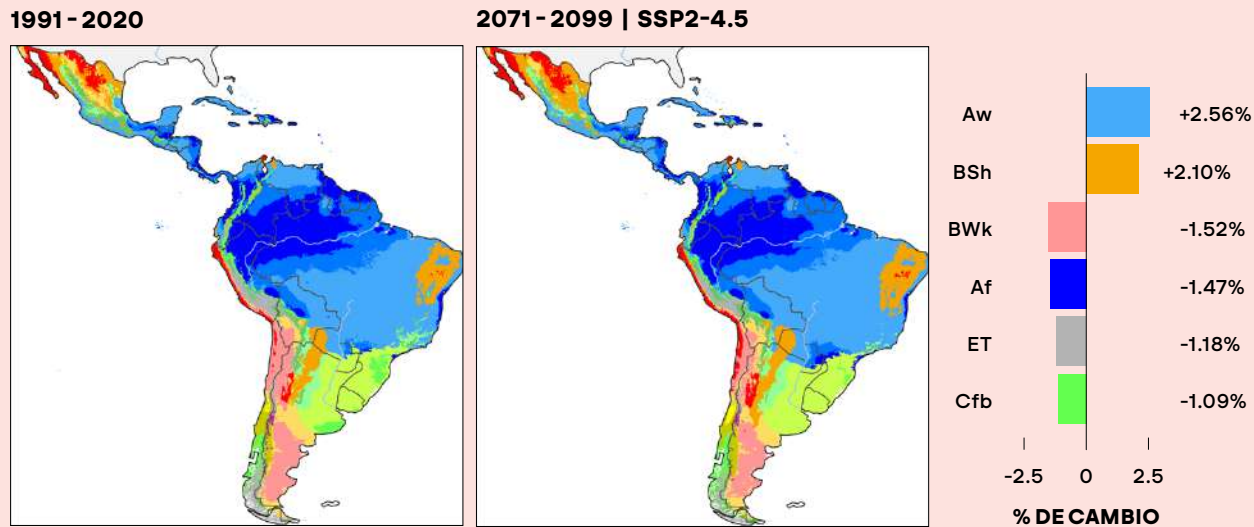 1991 - 2020
2071 - 2099 | SSP2-4.5
Aw +2.56%
BSh +2.10%
BWk -1.52%
Af -1.47%
ET -1.18%
Cfb -1.09%
-2.5 0 2.5
% DE CAMBIO